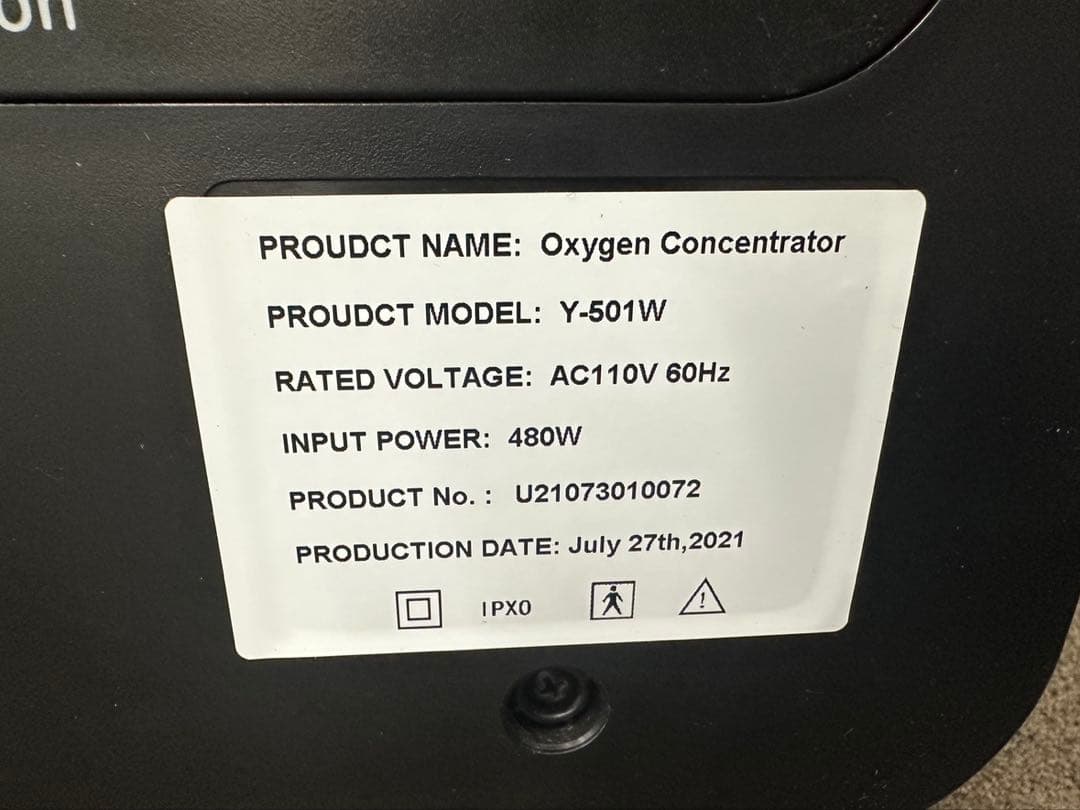 PROUDCT NAME: Oxygen Concentrator
PROUDCT MODEL: Y-501W
RATED VOLTAGE: AC110V 60Hz
INPUT POWER: 480W
PRODUCT No. : U21073010072
PRODUCTION DATE: July 27th,2021
IPX0
!